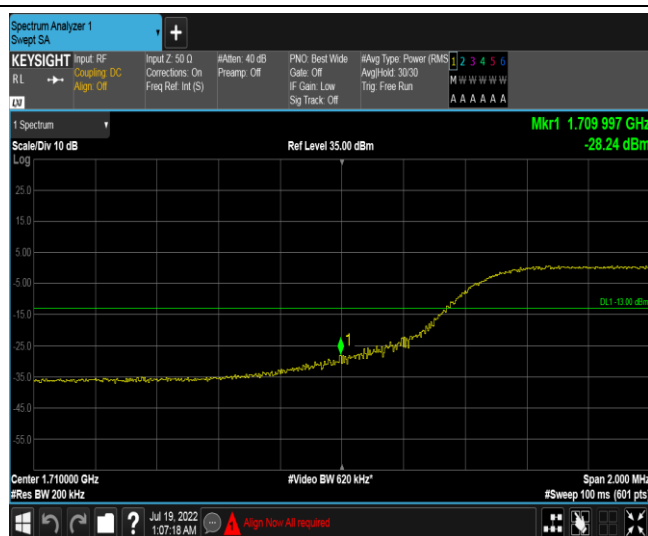 Spectrum Analyzer 1
Swept SA
+
KEYSIGHT
RL
LXI
Input: RF
Coupling: DC
Align: Off
Input Z: 50 Ω
Corrections: On
Freq Ref: Int (S)
#Atten: 40 dB
Preamp: Off
PNO: Best Wide
Gate: Off
IF Gain: Low
Sig Track: Off
#Avg Type: Power (RMS
Avg|Hold: 30/30
Trig: Free Run
1 2 3 4 5 6
M W W W W W
A A A A A A
1 Spectrum
Scale/Div 10 dB
Ref Level 35.00 dBm
Mkr1 1.709 997 GHz
-28.24 dBm
Log
25.0
15.0
5.00
-5.00
DL1 -13.00 dBm
-15.0
1
-25.0
-35.0
-45.0
-55.0
Center 1.710000 GHz
#Video BW 620 kHz*
Span 2.000 MHz
#Res BW 200 kHz
#Sweep 100 ms (601 pts)
?
Jul 19, 2022
1:07:18 AM
Align Now All required